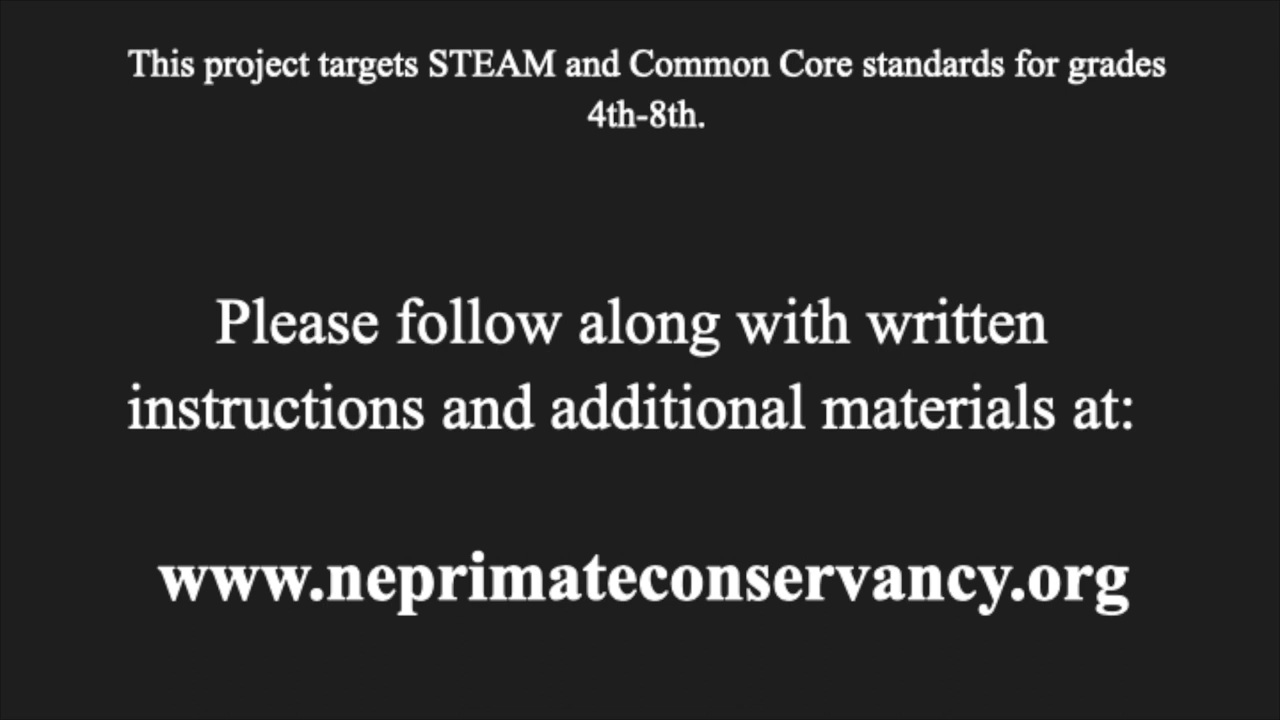 This project targets STEAM and Common Core standards for grades
4th-8th.
Please follow along with written
instructions and additional materials at:
www.neprimateconservancy.org